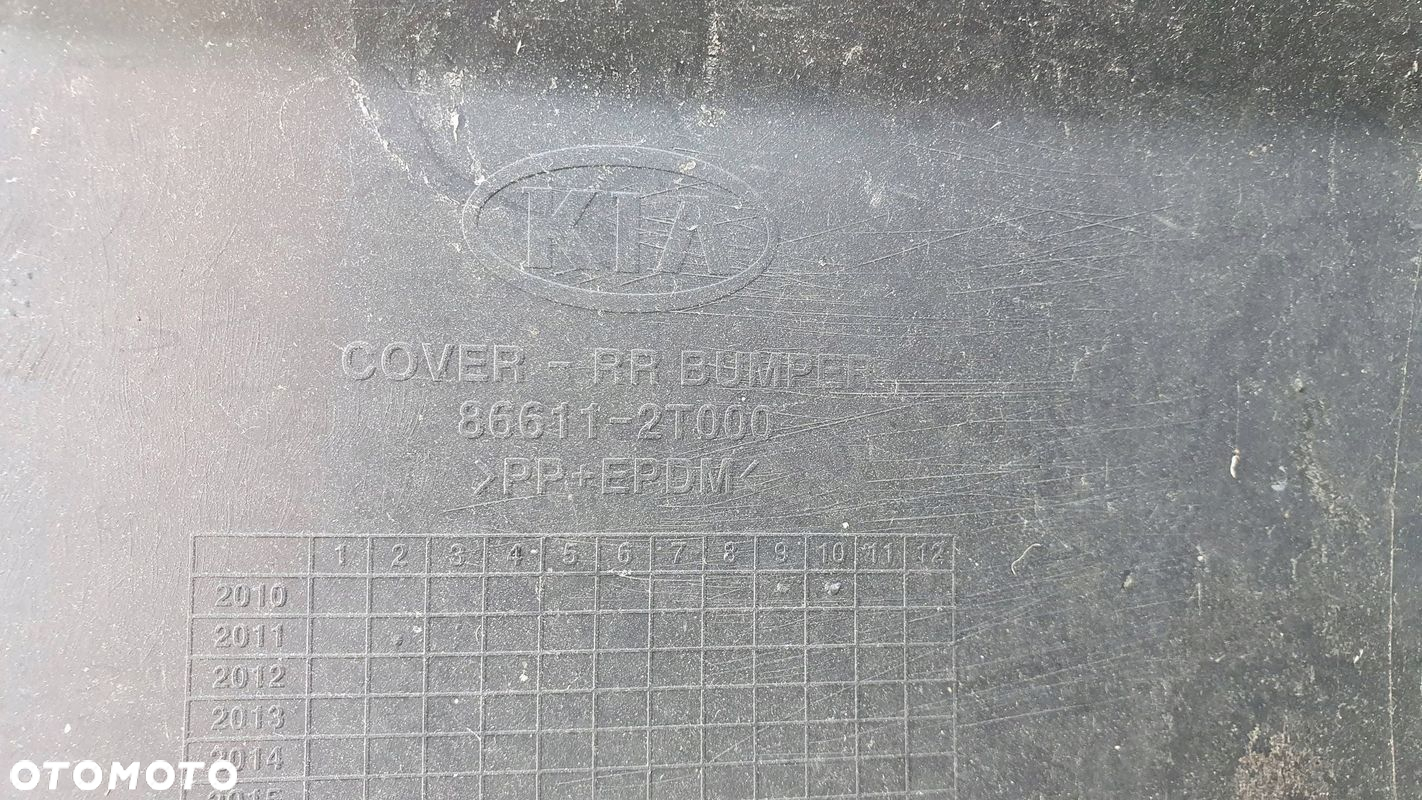 KIA
COVER - RR BUMPER
86611-2T000
>PP+EPDM<
1 2 3 4 5 6 7 8 9 10 11 12
2010
2011
2012
2013
2014
2015
OTOMOTO